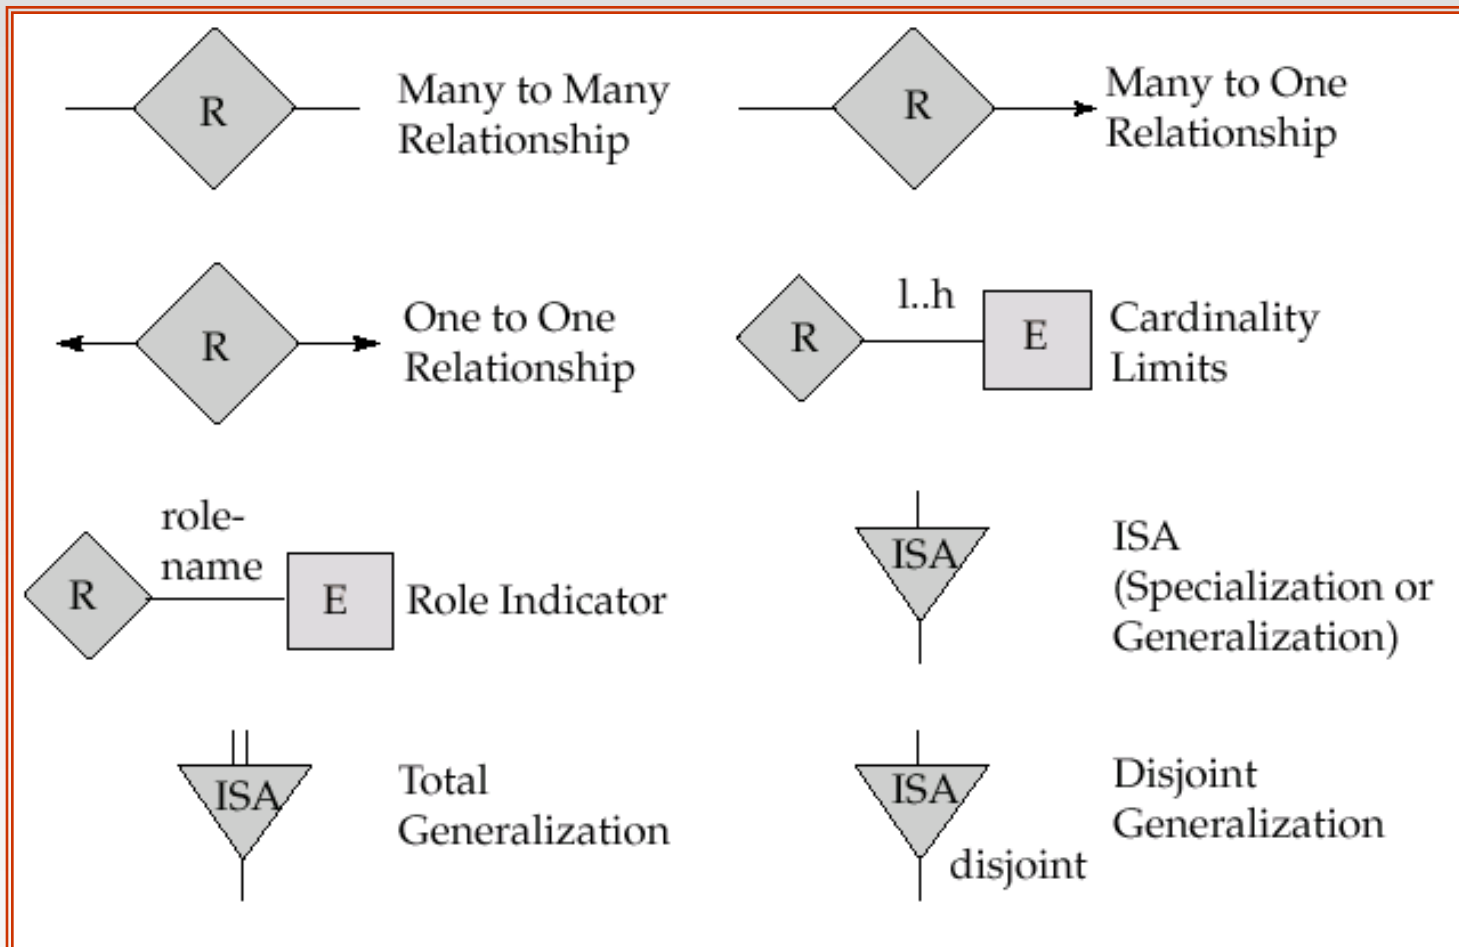 R
Many to Many
Relationship
R
Many to One
Relationship
R
One to One
Relationship
R
l..h
E
Cardinality
Limits
R
role-
name
E
Role Indicator
ISA
ISA
(Specialization or
Generalization)
ISA
Total
Generalization
ISA
disjoint
Disjoint
Generalization